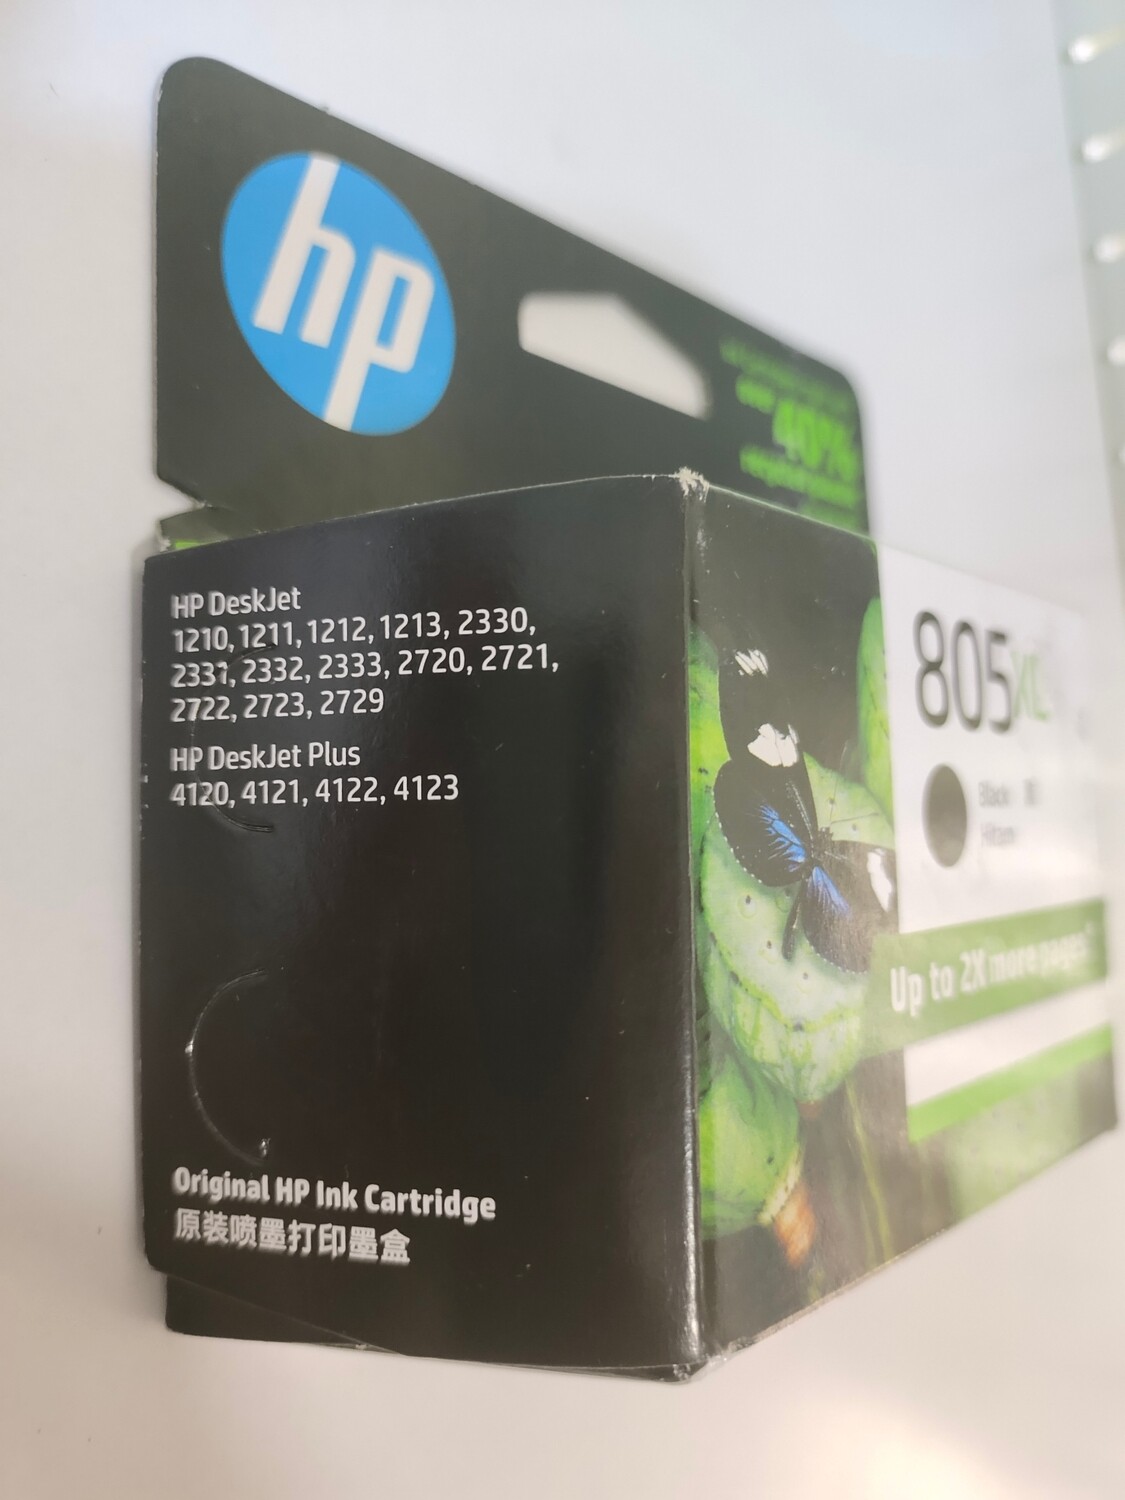 hp
40%
HP DeskJet
1210, 1211, 1212, 1213, 2330,
2331, 2332, 2333, 2720, 2721,
2722, 2723, 2729
HP DeskJet Plus
4120, 4121, 4122, 4123
Original HP Ink Cartridge
原装喷墨打印墨盒
805XL
Black
Hitam
Up to 2X more pages